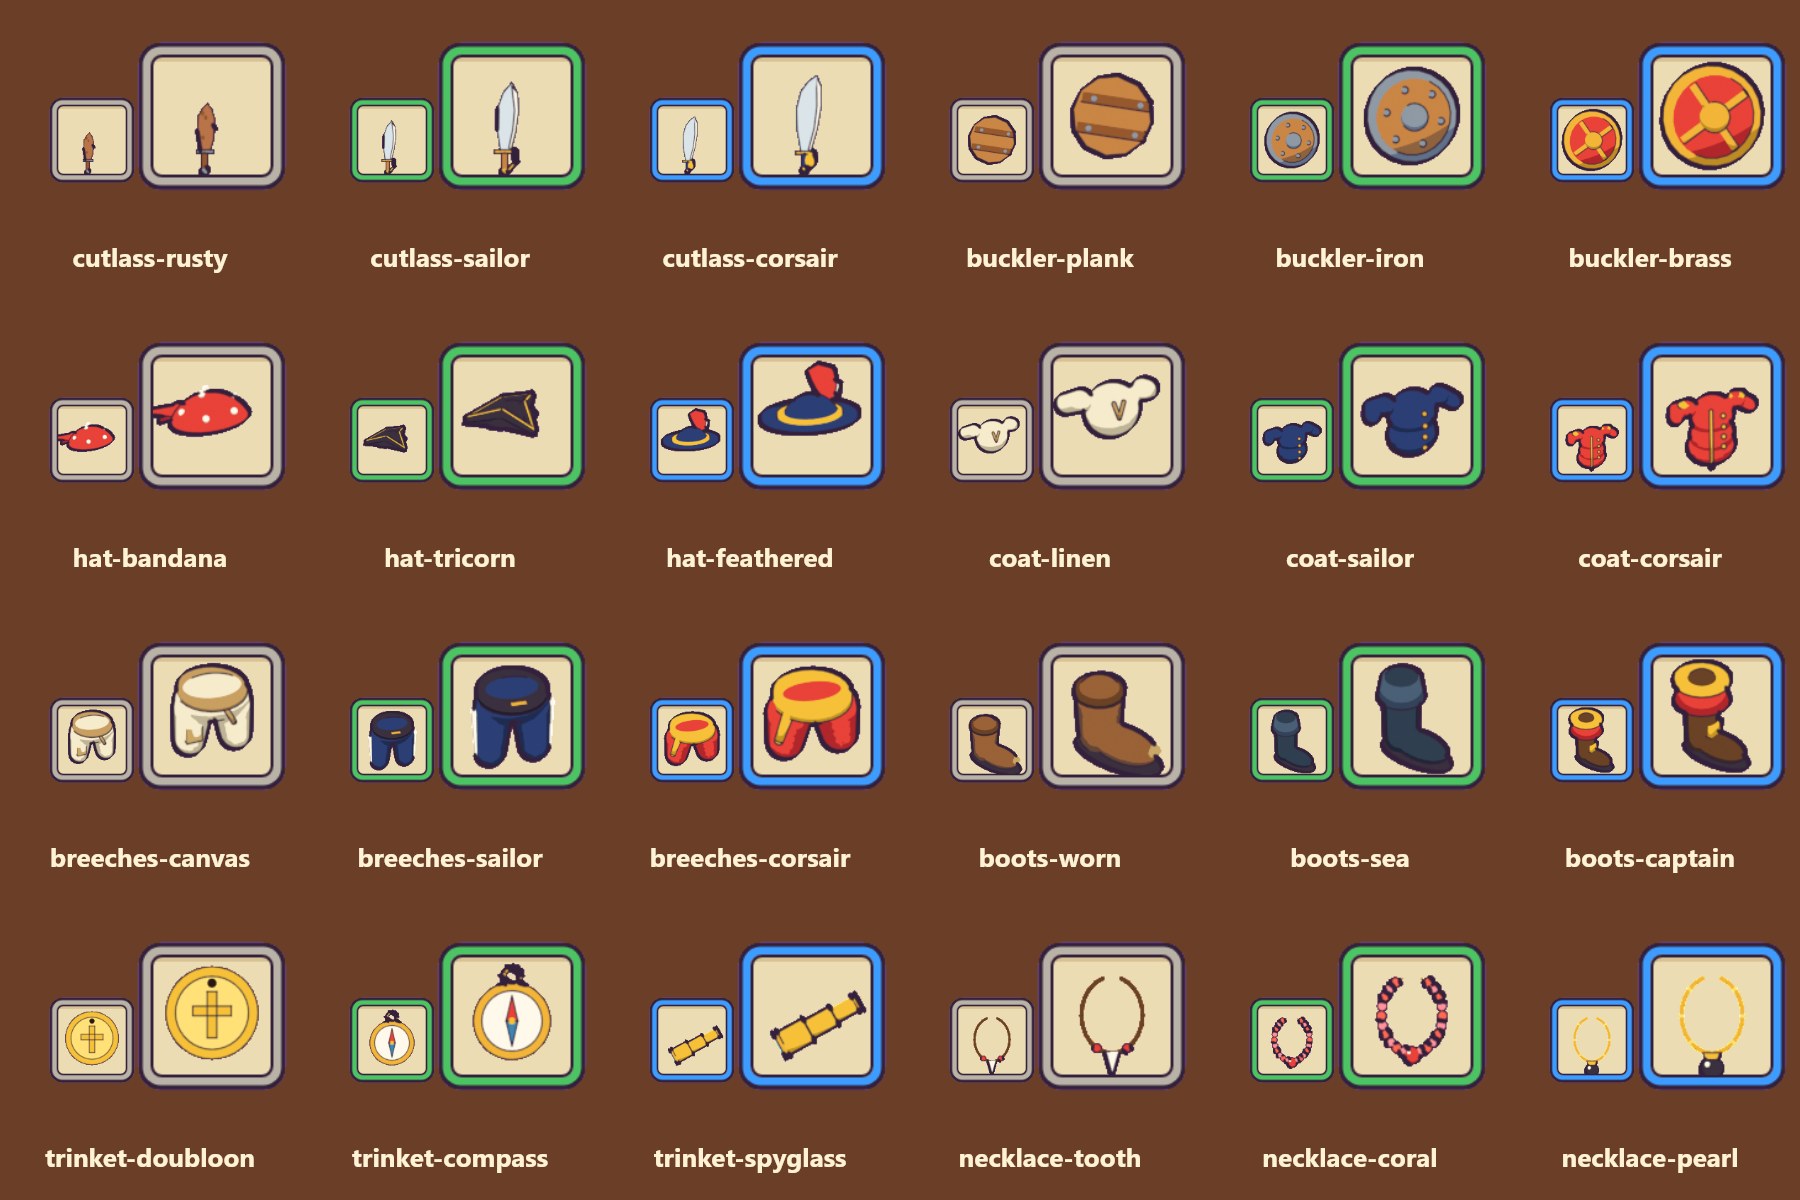 cutlass-rusty
cutlass-sailor
cutlass-corsair
buckler-plank
buckler-iron
buckler-brass
hat-bandana
hat-tricorn
hat-feathered
coat-linen
coat-sailor
coat-corsair
breeches-canvas
breeches-sailor
breeches-corsair
boots-worn
boots-sea
boots-captain
trinket-doubloon
trinket-compass
trinket-spyglass
necklace-tooth
necklace-coral
necklace-pearl